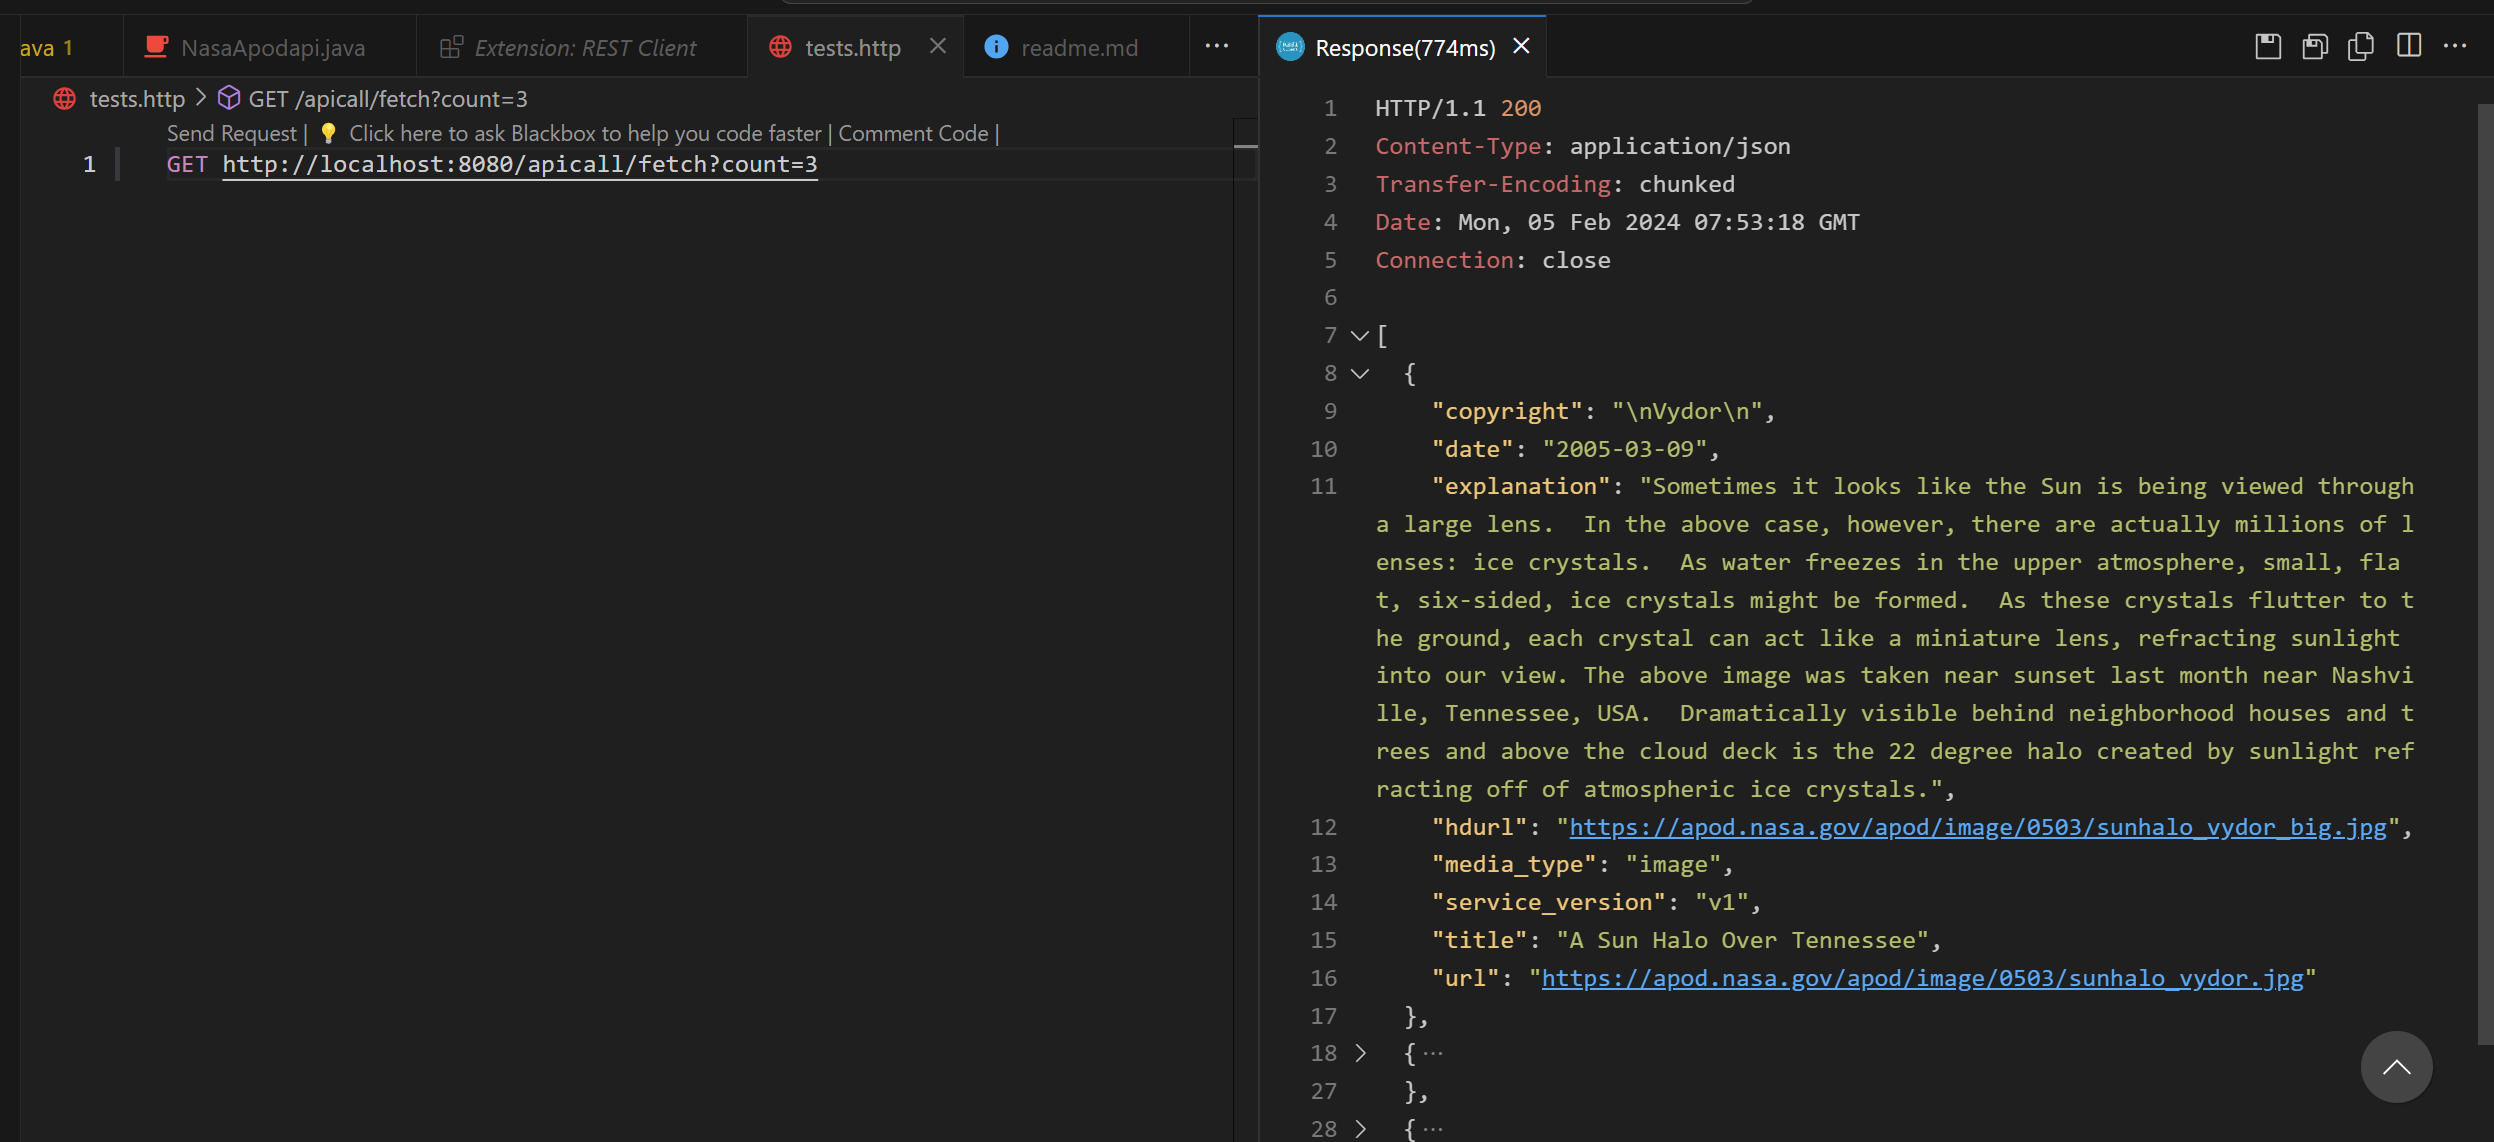 ava 1
NasaApodapi.java
Extension: REST Client
tests.http
readme.md
Response(774ms)
tests.http > GET /apicall/fetch?count=3
Send Request | 💡 Click here to ask Blackbox to help you code faster | Comment Code |
1 GET http://localhost:8080/apicall/fetch?count=3
1 HTTP/1.1 200
2 Content-Type: application/json
3 Transfer-Encoding: chunked
4 Date: Mon, 05 Feb 2024 07:53:18 GMT
5 Connection: close
6
7 [
8 {
9 "copyright": "\nVydor\n",
10 "date": "2005-03-09",
11 "explanation": "Sometimes it looks like the Sun is being viewed through
a large lens.  In the above case, however, there are actually millions of l
enses: ice crystals.  As water freezes in the upper atmosphere, small, fla
t, six-sided, ice crystals might be formed.  As these crystals flutter to t
he ground, each crystal can act like a miniature lens, refracting sunlight
into our view. The above image was taken near sunset last month near Nashvi
lle, Tennessee, USA.  Dramatically visible behind neighborhood houses and t
rees and above the cloud deck is the 22 degree halo created by sunlight ref
racting off of atmospheric ice crystals.",
12 "hdurl": "https://apod.nasa.gov/apod/image/0503/sunhalo_vydor_big.jpg",
13 "media_type": "image",
14 "service_version": "v1",
15 "title": "A Sun Halo Over Tennessee",
16 "url": "https://apod.nasa.gov/apod/image/0503/sunhalo_vydor.jpg"
17 },
18 { ···
27 },
28 { ···